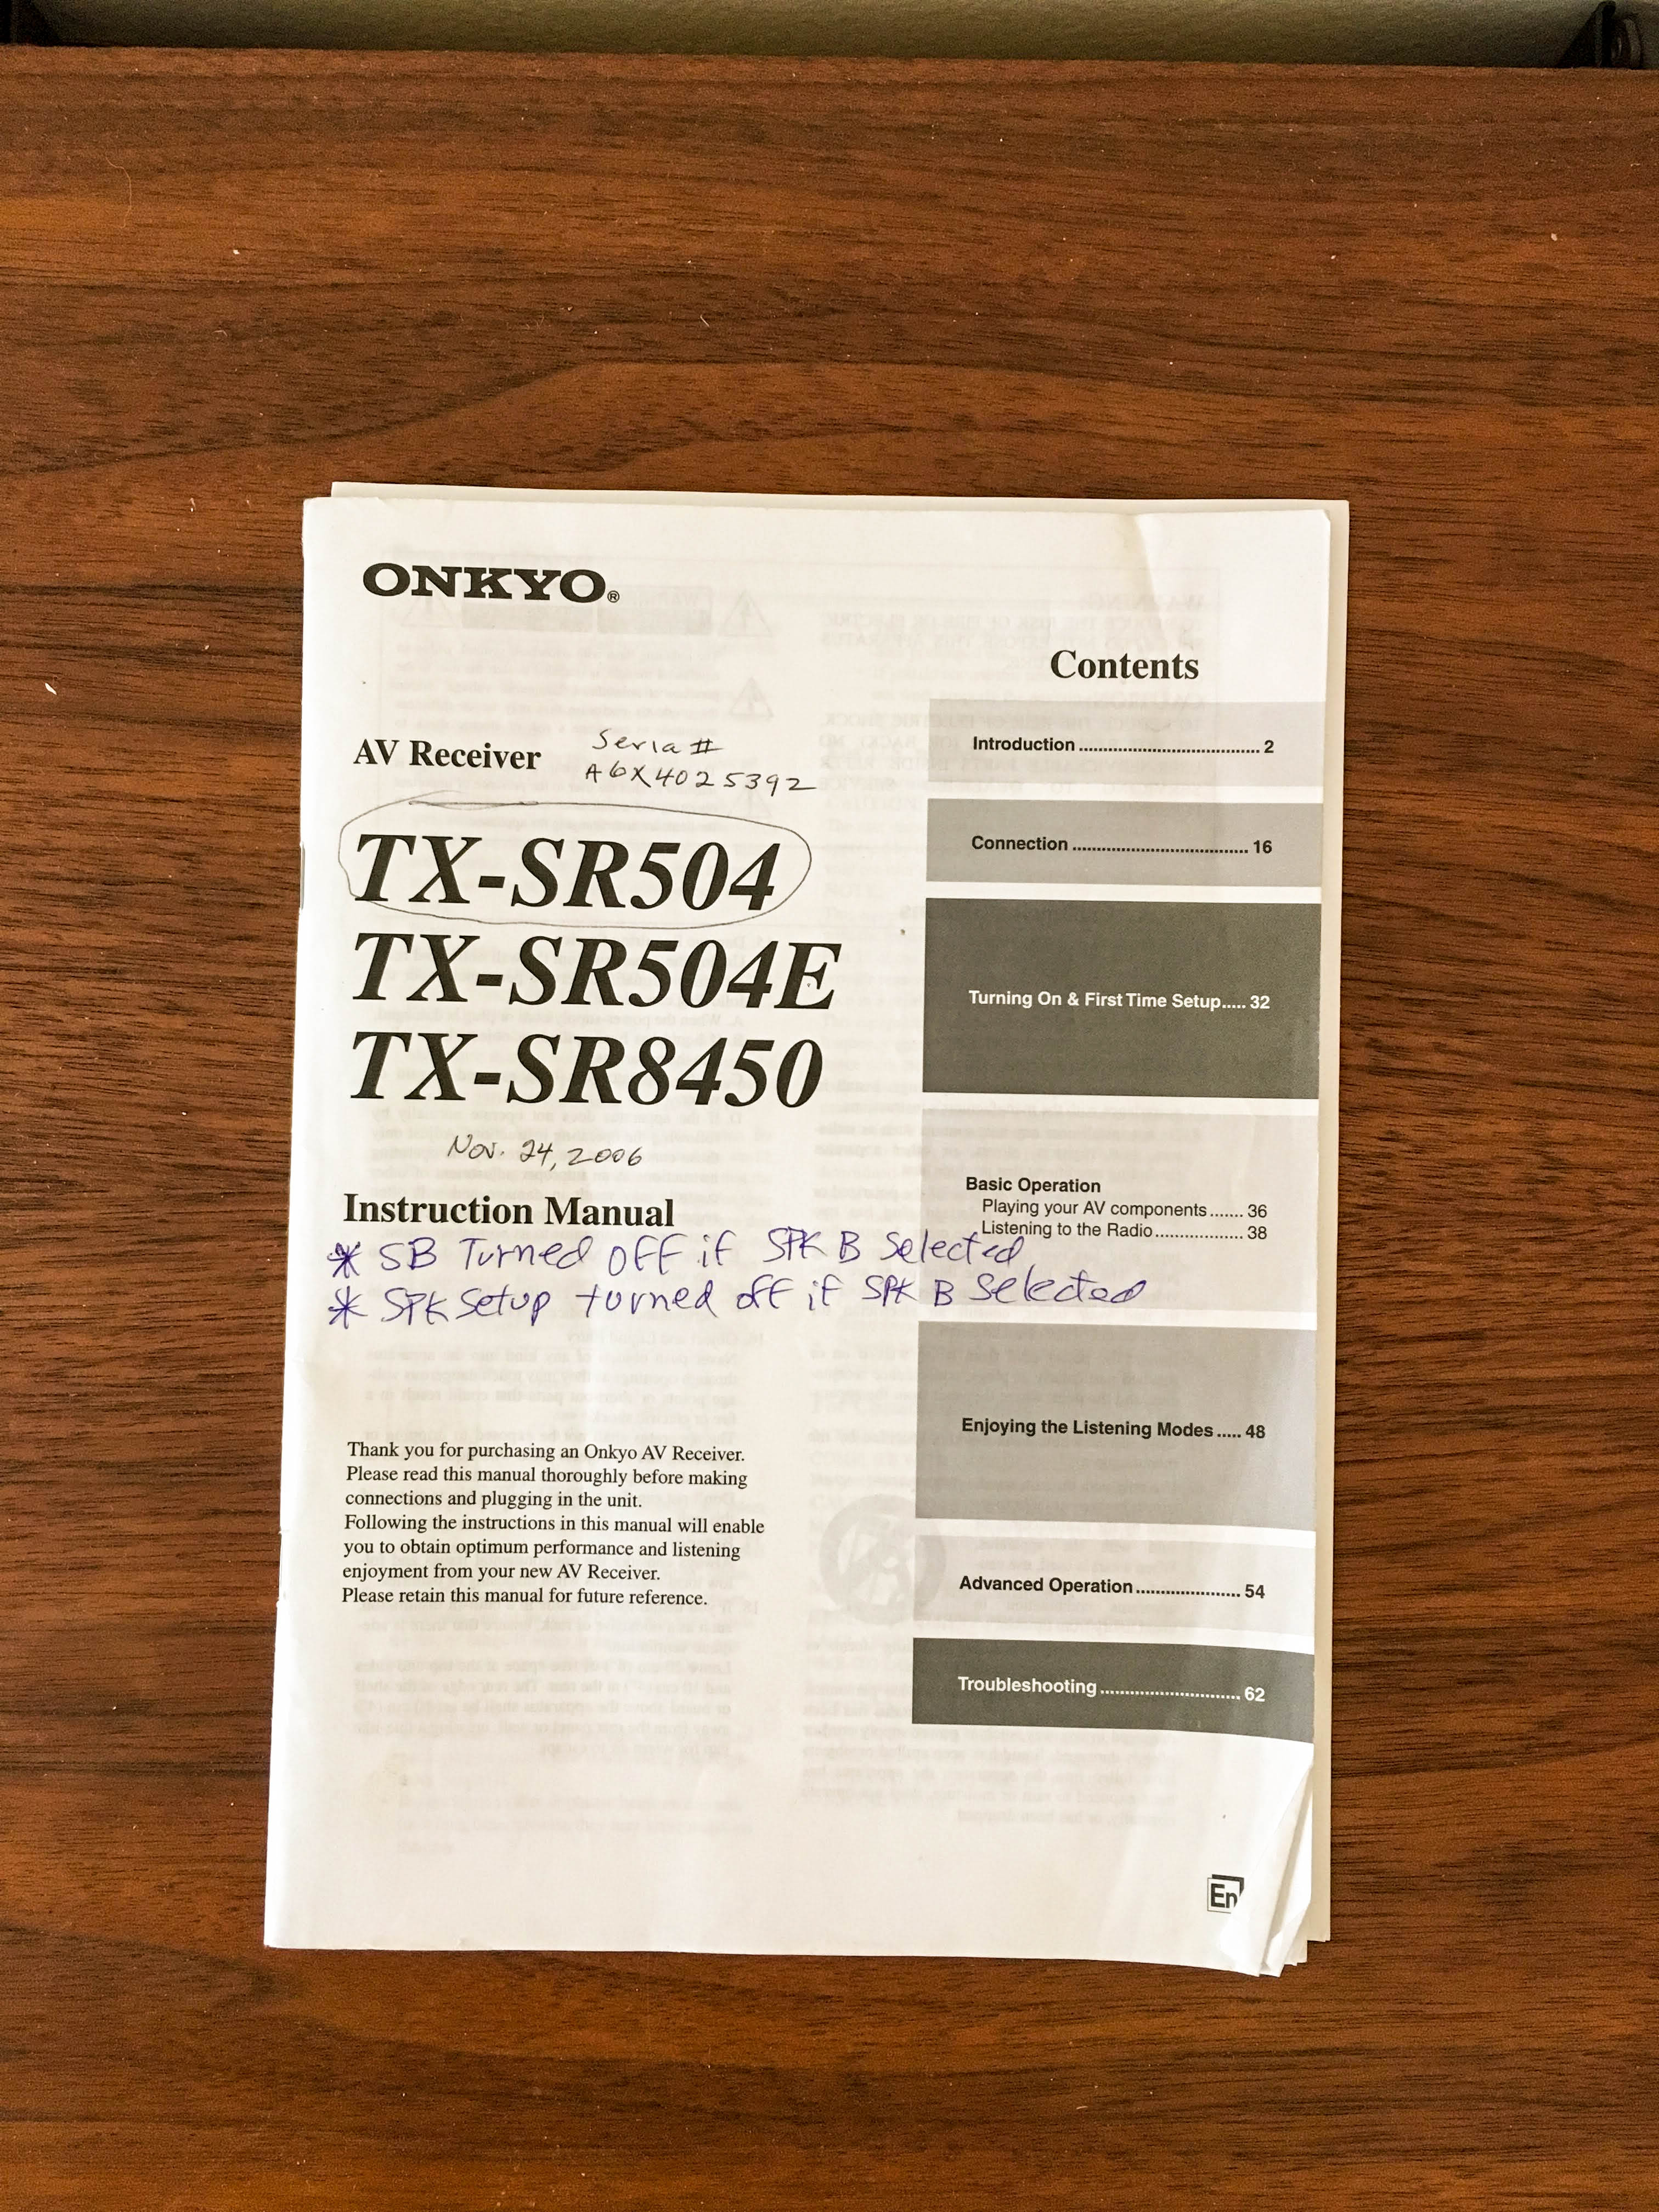 ONKYO®
AV Receiver
Seria #
A6X4025392
TX-SR504
TX-SR504E
TX-SR8450
Nov. 24, 2006
Instruction Manual
* SB Turned off if SPK B Selected
* SPK Setup turned off if SPK B Selected
Thank you for purchasing an Onkyo AV Receiver.
Please read this manual thoroughly before making
connections and plugging in the unit.
Following the instructions in this manual will enable
you to obtain optimum performance and listening
enjoyment from your new AV Receiver.
Please retain this manual for future reference.
Contents
Introduction ........................................ 2
Connection ....................................... 16
Turning On & First Time Setup..... 32
Basic Operation
Playing your AV components ....... 36
Listening to the Radio ................... 38
Enjoying the Listening Modes ..... 48
Advanced Operation ....................... 54
Troubleshooting .............................. 62
En